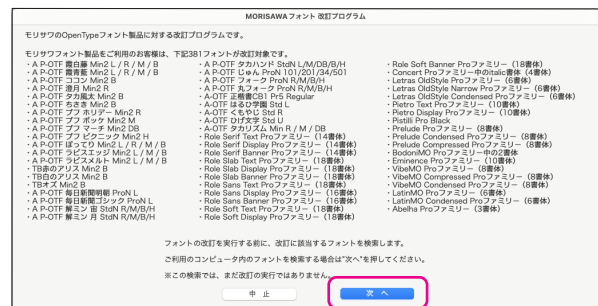 MORISAWAフォント 改訂プログラム
モリサワのOpenTypeフォント製品に対する改訂プログラムです。
モリサワフォント製品をご利用のお客様は、下記381フォントが改訂対象です。
・A P-OTF 霞白藤 Min2 L / R / M / B
・A P-OTF 霞青藍 Min2 L / R / M / B
・A P-OTF ココン Min2 B
・A P-OTF 澄月 Min2 R
・A P-OTF タカ風太 Min2 B
・A P-OTF ちさき Min2 B
・A P-OTF プフ ホリデー Min2 R
・A P-OTF プフ ポッケ Min2 M
・A P-OTF プフ マーチ Min2 DB
・A P-OTF プフ ピクニック Min2 H
・A P-OTF ぽってり Min2 L / R / M / B
・A P-OTF ラピスエッジ Min2 L / M / B
・A P-OTF ラピスメルト Min2 L / M / B
・TB赤のアリス Min2 B
・TB白のアリス Min2 B
・TBオズ Min2 B
・A P-OTF 毎日新聞明朝 ProN L
・A P-OTF 毎日新聞ゴシック ProN L
・A P-OTF 解ミン 宙 StdN R/M/B/H
・A P-OTF 解ミン 月 StdN R/M/B/H
・A P-OTF タカハンド StdN L/M/DB/B/H
・A P-OTF じゅん ProN 101/201/34/501
・A P-OTF フォーク ProN R/M/B/H
・A P-OTF 丸フォーク ProN R/M/B/H
・A-OTF 正楷書CB1 Pr5 Regular
・A-OTF はるひ学園 Std L
・A-OTF くもやじ Std R
・A-OTF ひげ文字 Std U
・A-OTF タカリズム Min R / M / DB
・Role Serif Text Proファミリー（14書体）
・Role Serif Display Proファミリー（14書体）
・Role Serif Banner Proファミリー（14書体）
・Role Slab Text Proファミリー（18書体）
・Role Slab Display Proファミリー（18書体）
・Role Slab Banner Proファミリー（18書体）
・Role Sans Text Proファミリー（18書体）
・Role Sans Display Proファミリー（16書体）
・Role Sans Banner Proファミリー（16書体）
・Role Soft Text Proファミリー（18書体）
・Role Soft Display Proファミリー（18書体）
・Role Soft Banner Proファミリー（18書体）
・Concert Proファミリー中のitalic書体（4書体）
・Letras OldStyle Proファミリー（6書体）
・Letras OldStyle Narrow Proファミリー（6書体）
・Letras OldStyle Condensed Proファミリー（6書体）
・Pietro Text Proファミリー（10書体）
・Pietro Display Proファミリー（10書体）
・Pistilli Pro Black
・Prelude Proファミリー（8書体）
・Prelude Condensed Proファミリー（8書体）
・Prelude Compressed Proファミリー（8書体）
・BodoniMO Proファミリー中の2書体
・Eminence Proファミリー（10書体）
・VibeMO Proファミリー（8書体）
・VibeMO Compressed Proファミリー（8書体）
・VibeMO Condensed Proファミリー（8書体）
・LatinMO Proファミリー（6書体）
・LatinMO Condensed Proファミリー（6書体）
・Abelha Proファミリー（3書体）
フォントの改訂を実行する前に、改訂に該当するフォントを検索します。
ご利用のコンピュータ内のフォントを検索する場合は"次へ"を押してください。
※この検索では、まだ改訂の実行ではありません。
中 止
次 へ